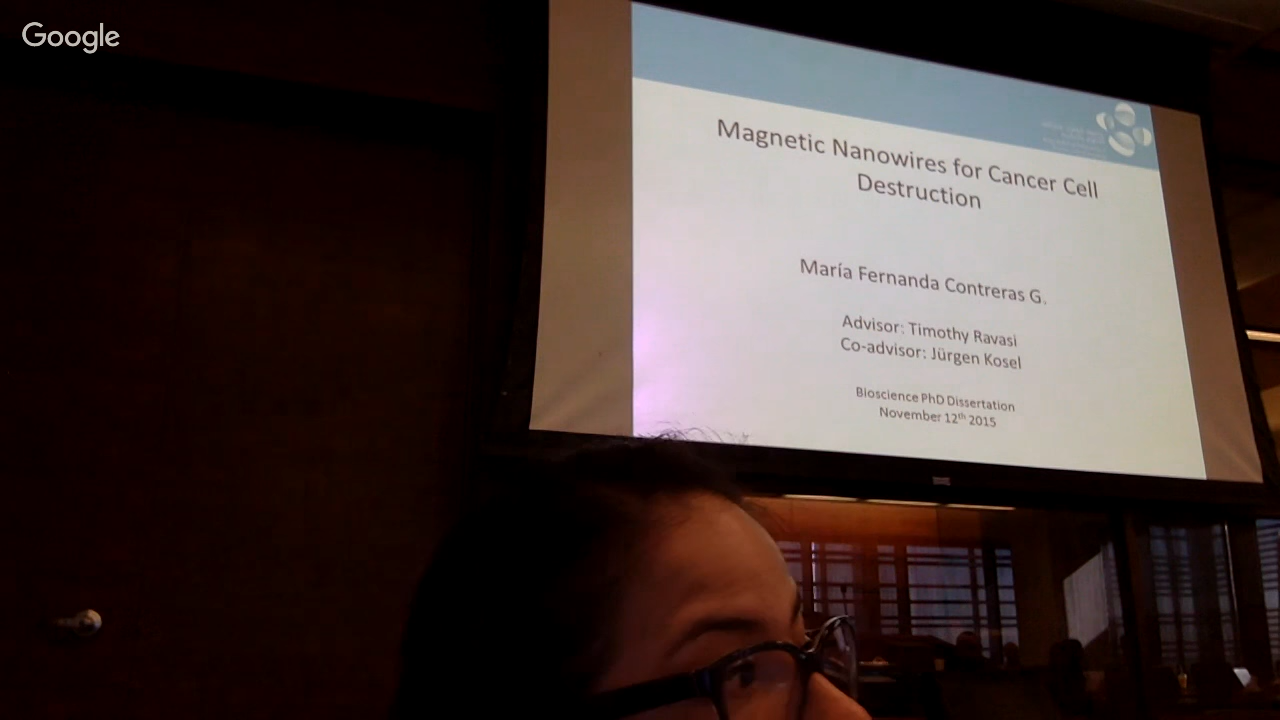 Google
Magnetic Nanowires for Cancer Cell
Destruction
María Fernanda Contreras G.
Advisor: Timothy Ravasi
Co-advisor: Jürgen Kosel
Bioscience PhD Dissertation
November 12th 2015